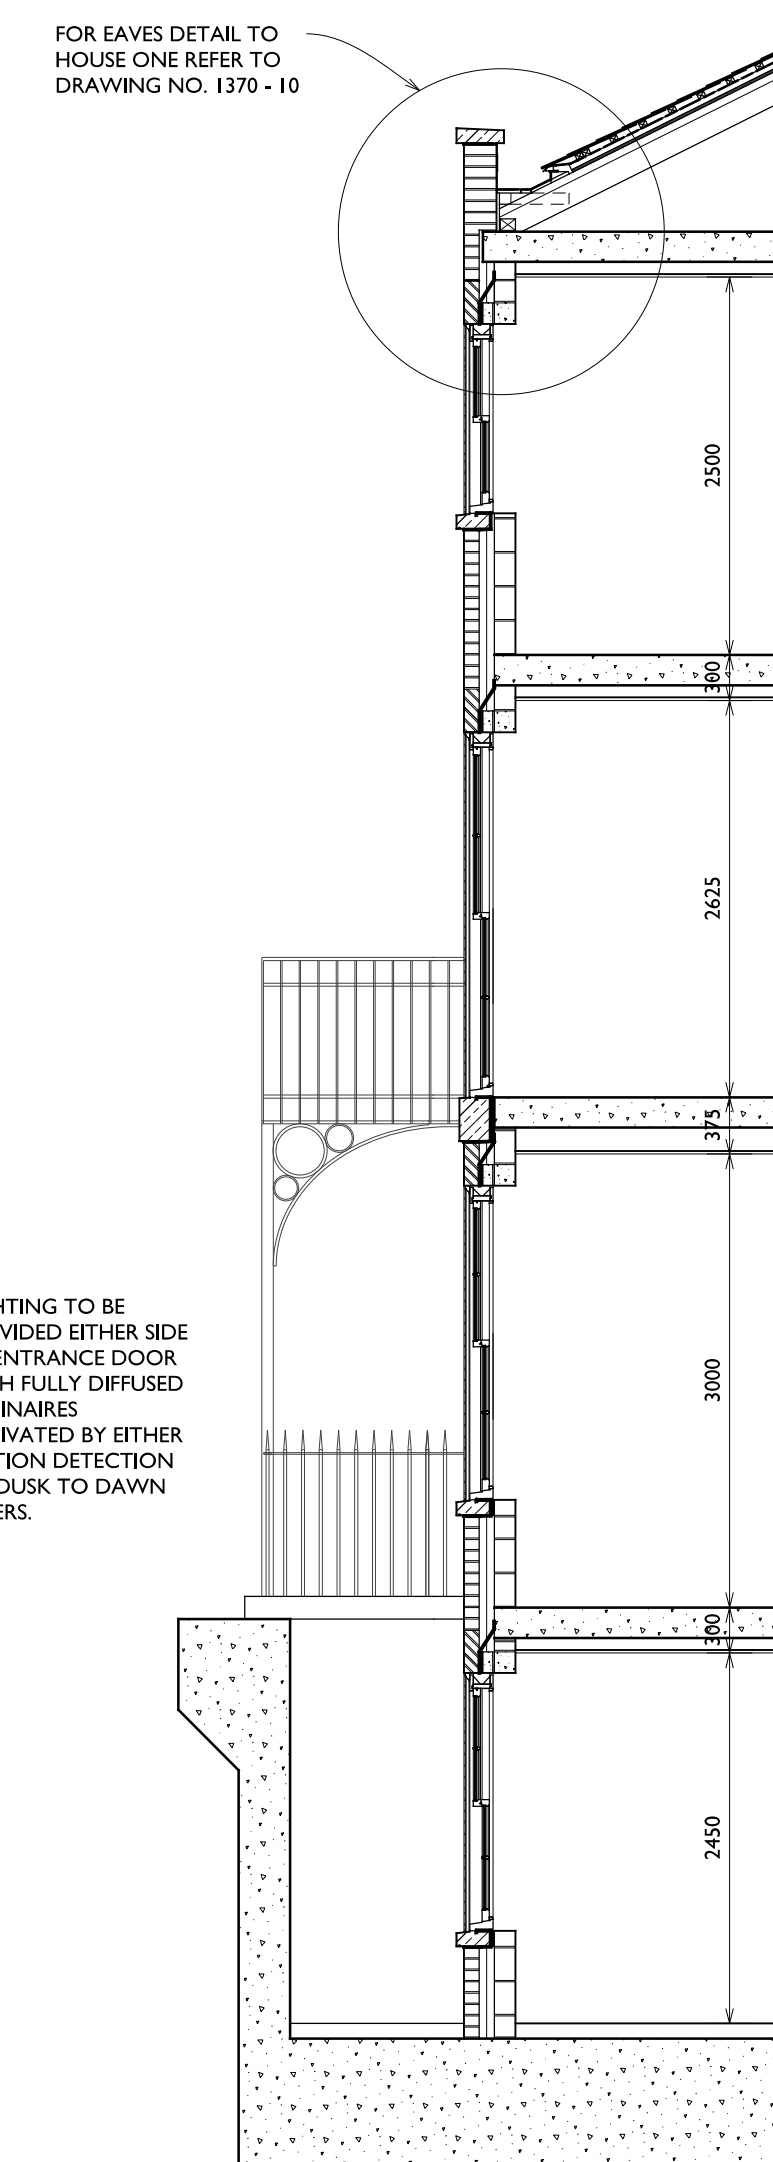 FOR EAVES DETAIL TO
HOUSE ONE REFER TO
DRAWING NO. 1370 - 10
2500
300
2625
375
HTING TO BE
VIDED EITHER SIDE
ENTRANCE DOOR
H FULLY DIFFUSED
INAIRES
IVATED BY EITHER
TION DETECTION
DUSK TO DAWN
ERS.
3000
300
2450